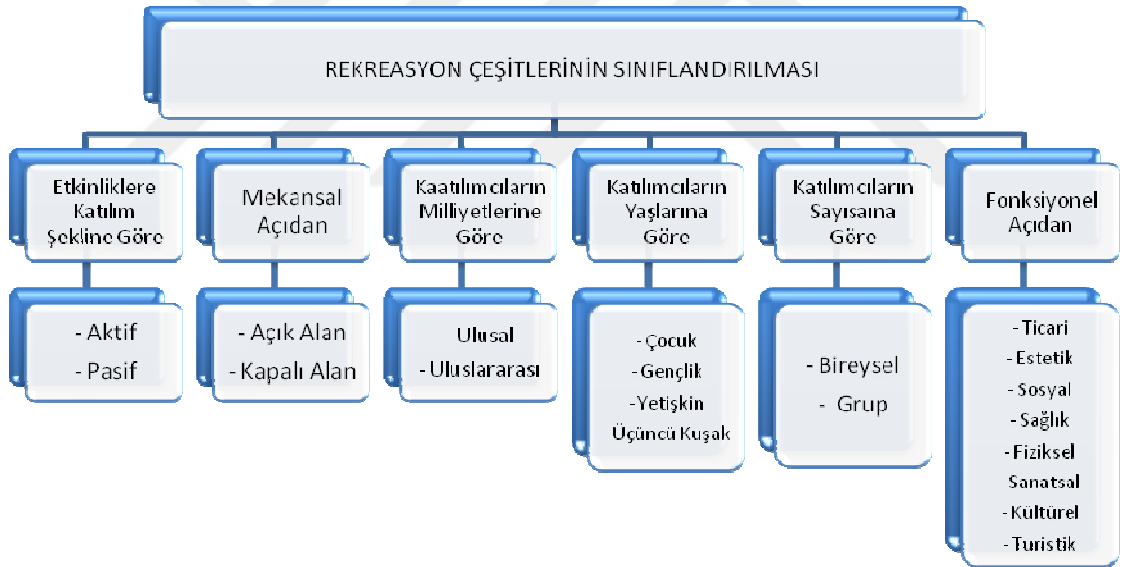 REKREASYON ÇEŞİTLERİNİN SINIFLANDIRILMASI
Etkinliklere
Katılım
Şekline Göre
- Aktif
- Pasif
Mekansal
Açıdan
- Açık Alan
- Kapalı Alan
Kaatılımcıların
Milliyetlerine
Göre
Ulusal
- Uluslararası
Katılımcıların
Yaşlarına
Göre
- Çocuk
- Gençlik
-Yetişkin
Üçüncü Kuşak
Katılımcıların
Sayısaına
Göre
- Bireysel
- Grup
Fonksiyonel
Açıdan
- Ticari
- Estetik
- Sosyal
- Sağlık
- Fiziksel
Sanatsal
- Kültürel
- Turistik